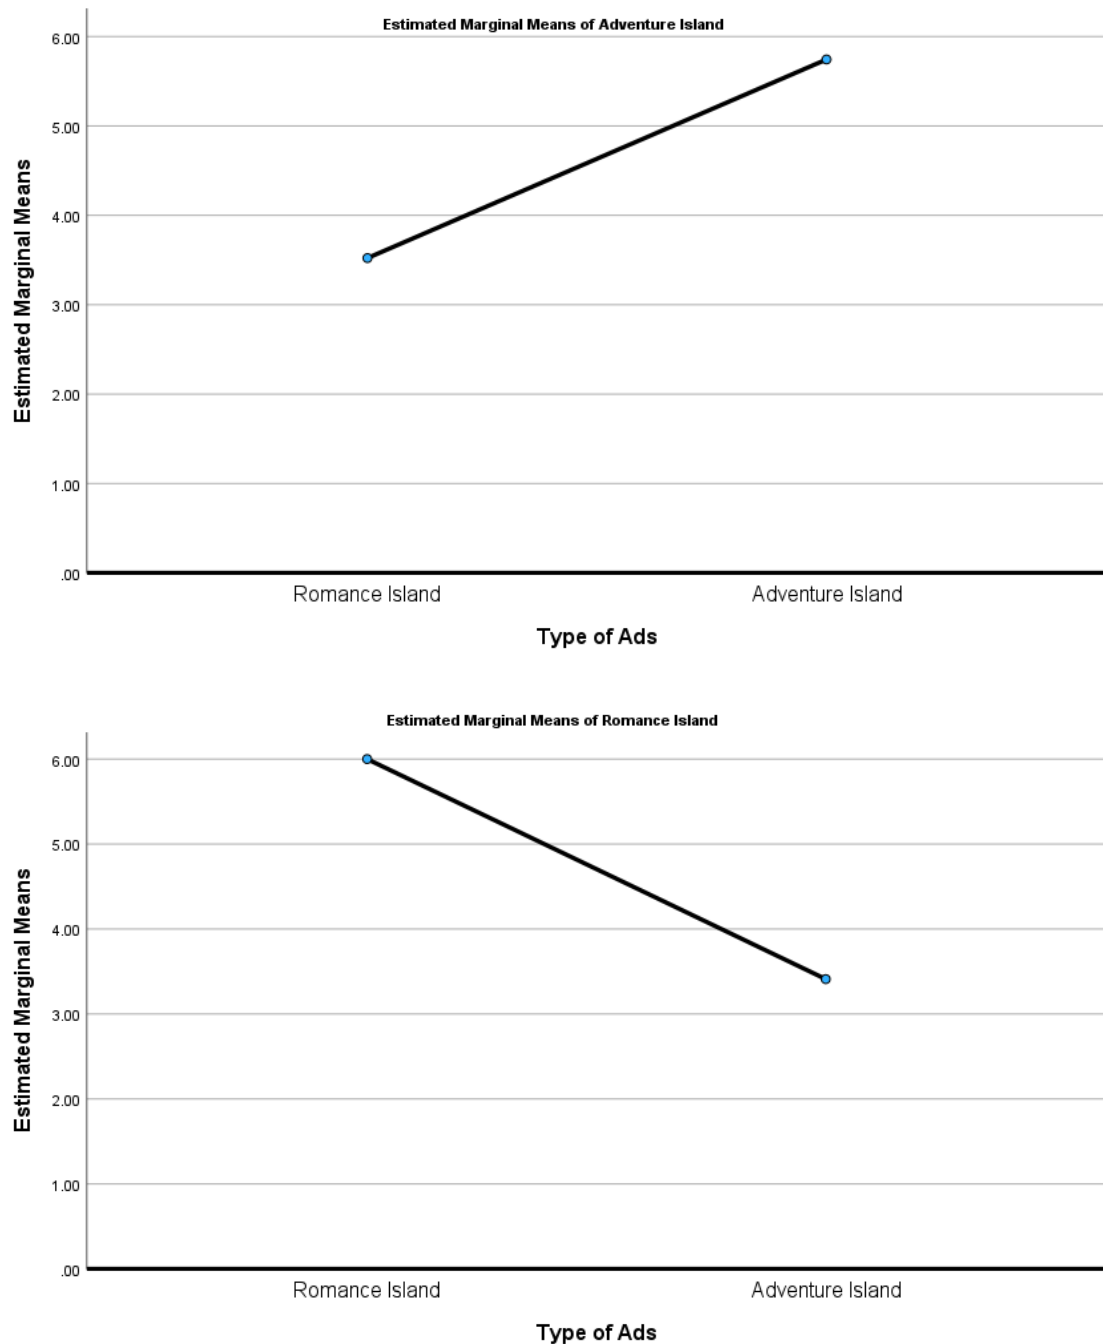 Estimated Marginal Means of Adventure Island
6.00
5.00
4.00
3.00
2.00
1.00
.00
Estimated Marginal Means
Romance Island
Adventure Island
Type of Ads
Estimated Marginal Means of Romance Island
6.00
5.00
4.00
3.00
2.00
1.00
.00
Estimated Marginal Means
Romance Island
Adventure Island
Type of Ads